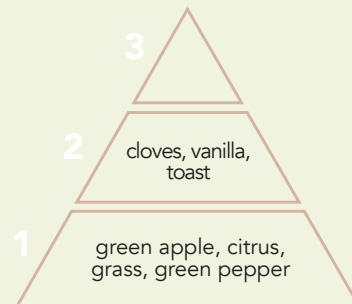 3
2
cloves, vanilla,
toast
1
green apple, citrus,
grass, green pepper